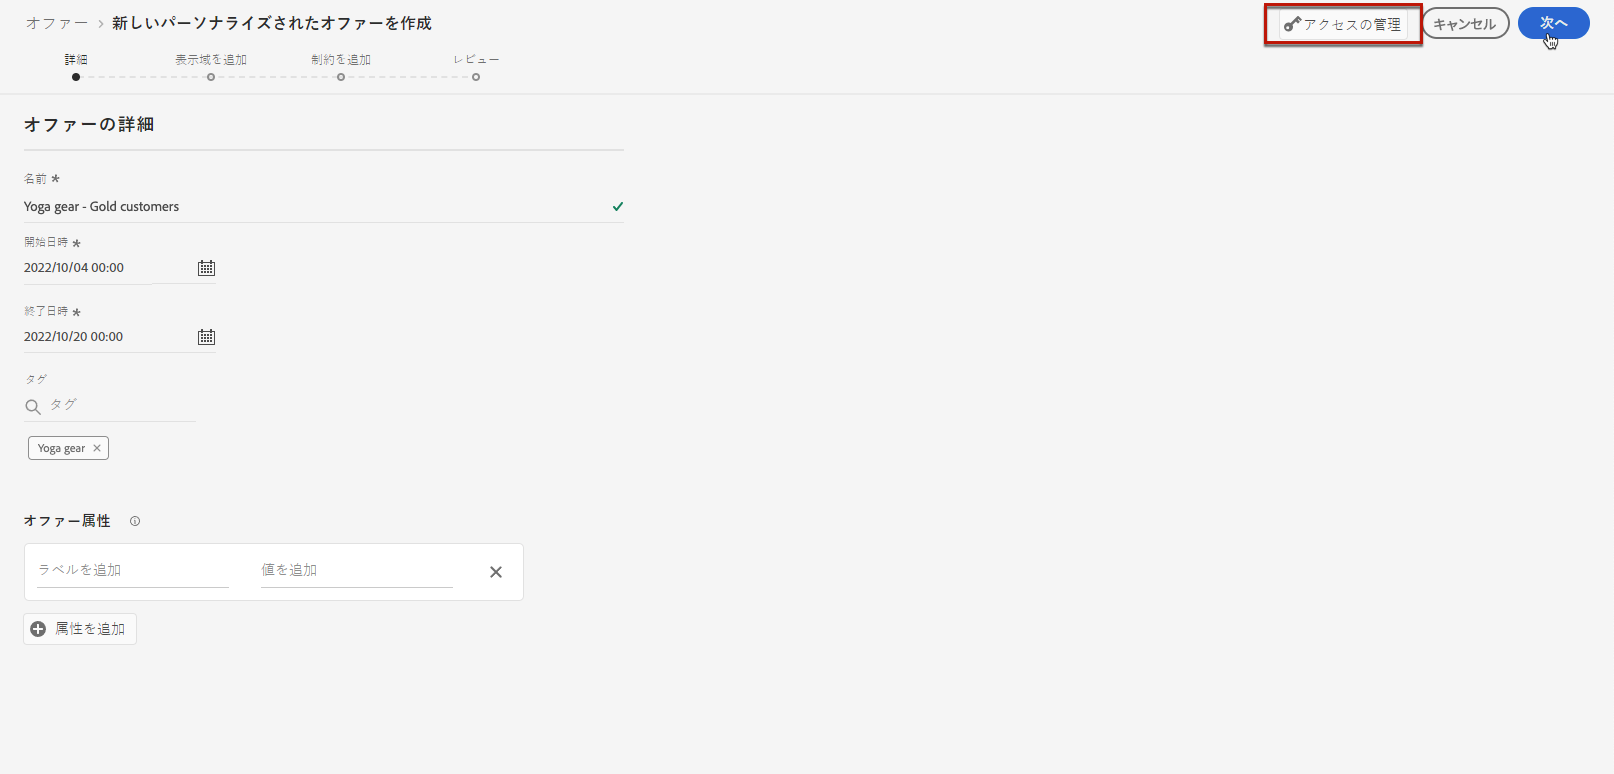 オファー > 新しいパーソナライズされたオファーを作成
アクセスの管理
キャンセル
次へ
詳細
表示域を追加
制約を追加
レビュー
オファーの詳細
名前 *
Yoga gear - Gold customers
開始日時 *
2022/10/04 00:00
終了日時 *
2022/10/20 00:00
タグ
タグ
Yoga gear ×
オファー属性
ラベルを追加
値を追加
属性を追加